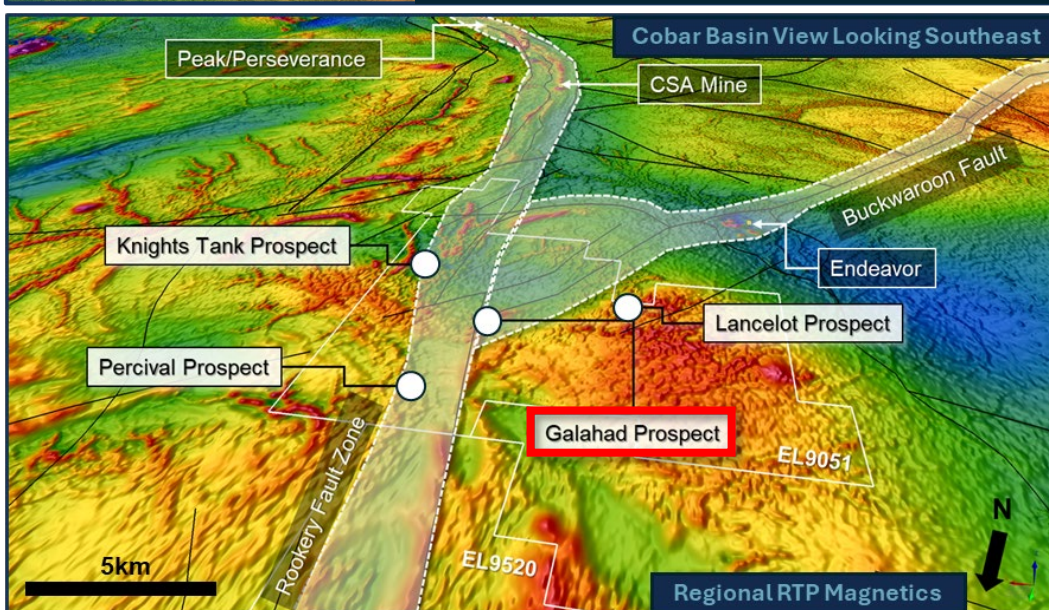 Cobar Basin View Looking Southeast
Peak/Perseverance
CSA Mine
Buckwaroon Fault
Knights Tank Prospect
Endeavor
Lancelot Prospect
Percival Prospect
Galahad Prospect
EL9051
Rookery Fault Zone
N
EL9520
5km
Regional RTP Magnetics